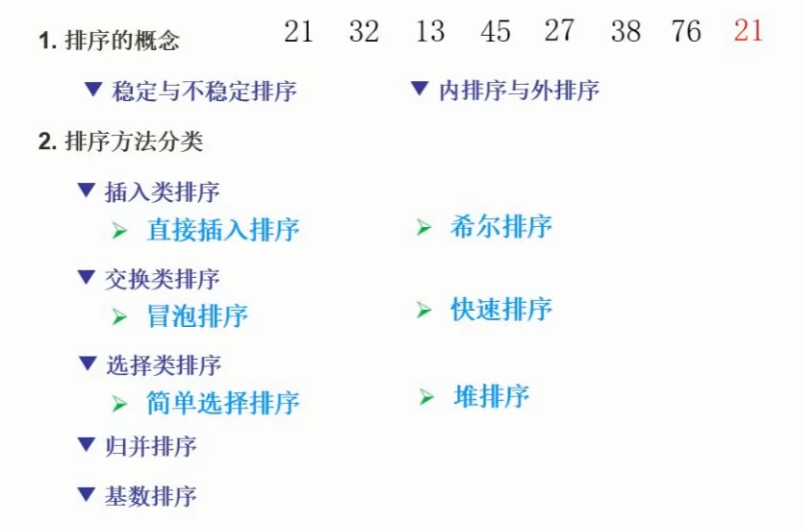 1. 排序的概念 21 32 13 45 27 38 76 21
▼ 稳定与不稳定排序 ▼ 内排序与外排序
2. 排序方法分类
▼ 插入类排序
➢ 直接插入排序 ➢ 希尔排序
▼ 交换类排序
➢ 冒泡排序 ➢ 快速排序
▼ 选择类排序
➢ 简单选择排序 ➢ 堆排序
▼ 归并排序
▼ 基数排序